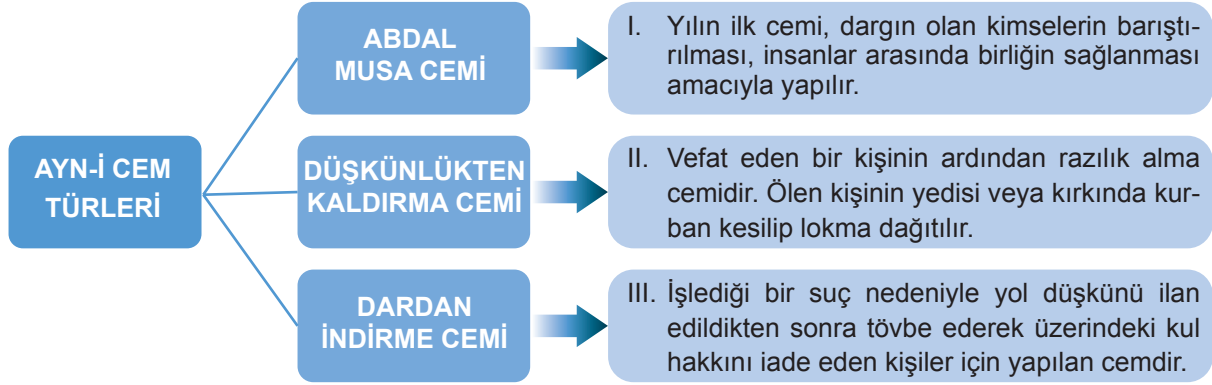 AYN-İ CEM
TÜRLERİ
ABDAL
MUSA CEMİ
I. Yılın ilk cemi, dargın olan kimselerin barıştı-
rılması, insanlar arasında birliğin sağlanması
amacıyla yapılır.
DÜŞKÜNLÜKTEN
KALDIRMA CEMİ
II. Vefat eden bir kişinin ardından razılık alma
cemidir. Ölen kişinin yedisi veya kırkında kur-
ban kesilip lokma dağıtılır.
DARDAN
İNDİRME CEMİ
III. İşlediği bir suç nedeniyle yol düşkünü ilan
edildikten sonra tövbe ederek üzerindeki kul
hakkını iade eden kişiler için yapılan cemdir.